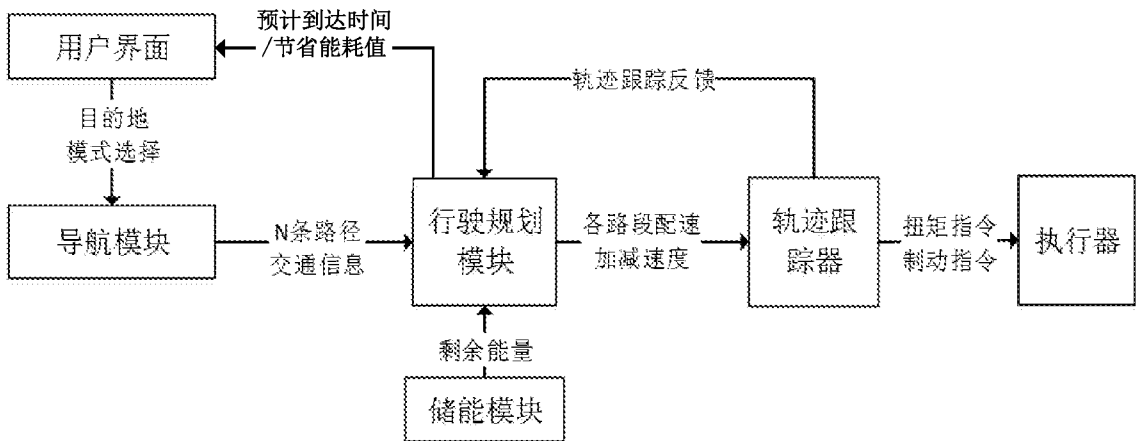 预计到达时间
/节省能耗值
用户界面
轨迹跟踪反馈
目的地
模式选择
导航模块
N条路径
交通信息
行驶规划
模块
各路段配速
加减速度
轨迹跟
踪器
扭矩指令
制动指令
执行器
剩余能量
储能模块